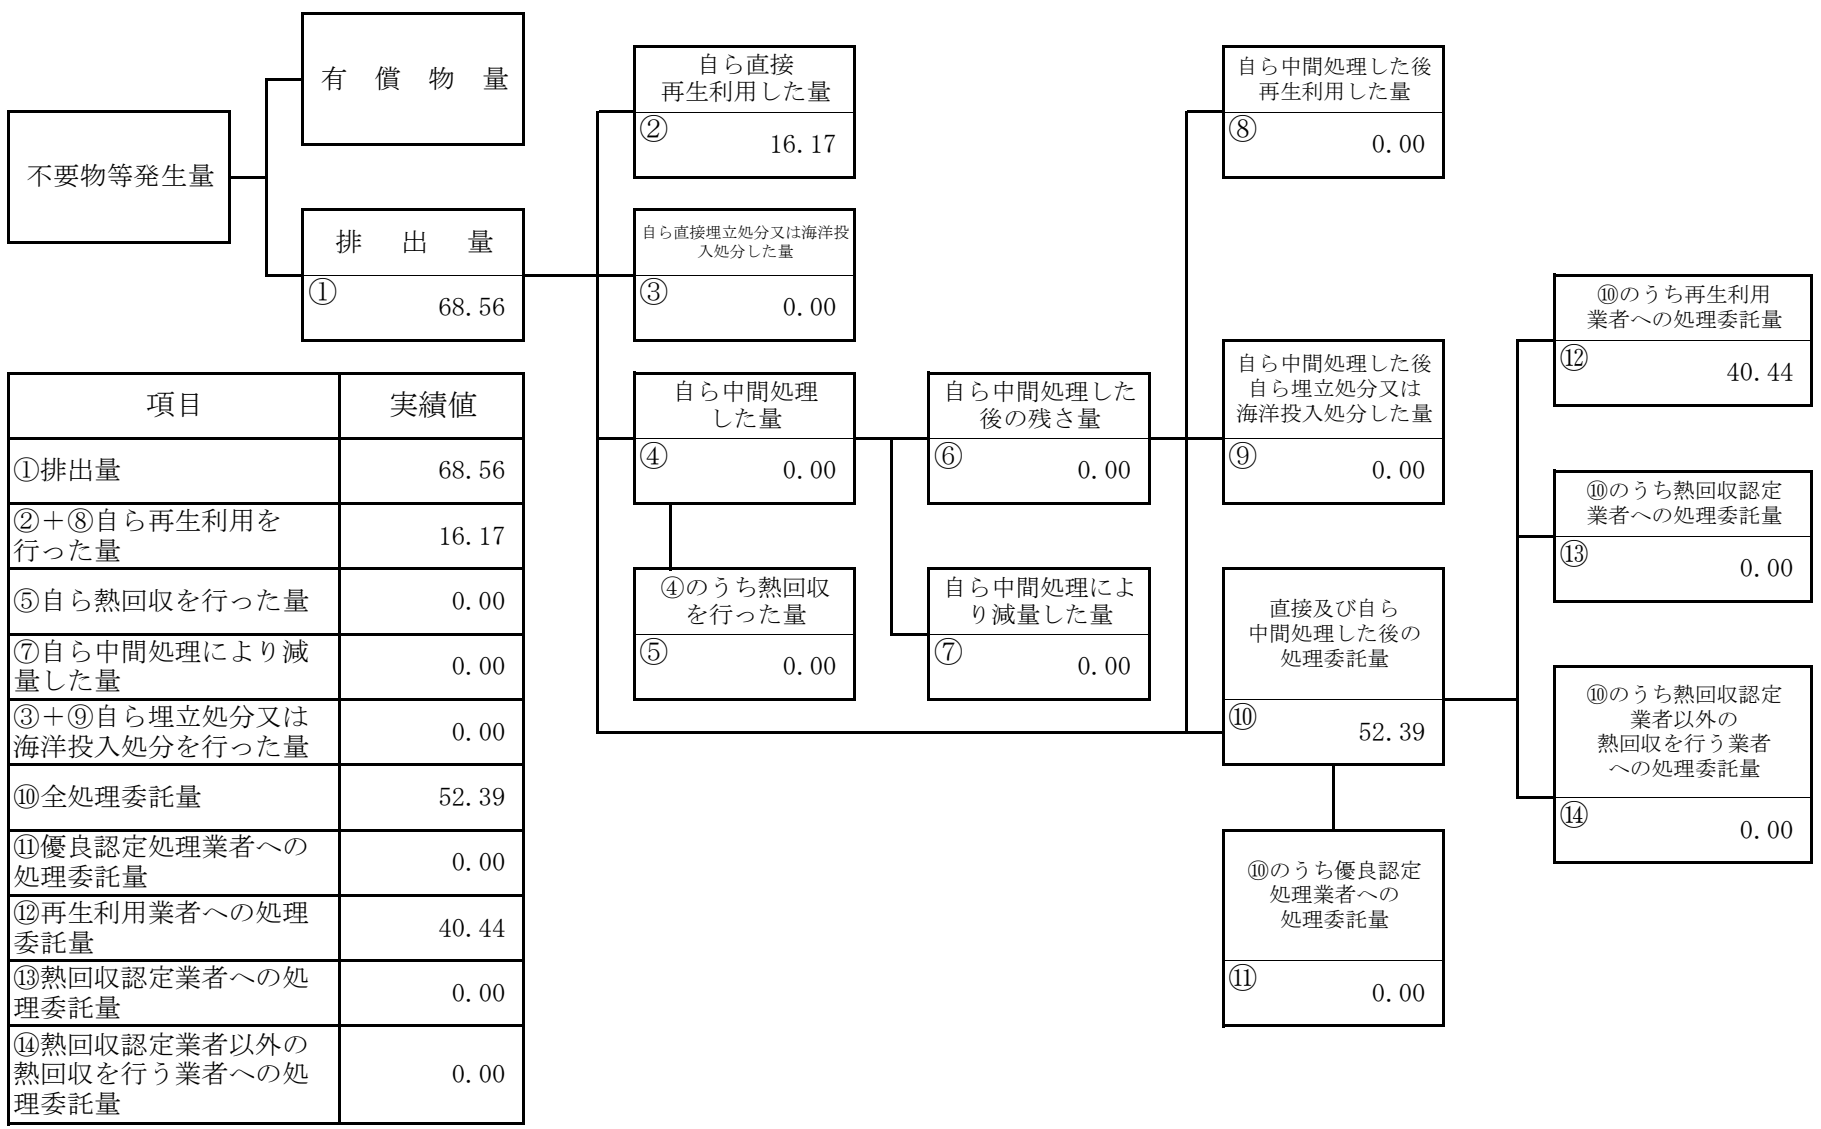 不要物等発生量
有償物量
排出量
①
68.56
自ら直接
再生利用した量
②
16.17
自ら直接埋立処分又は海洋投
入処分した量
③
0.00
自ら中間処理
した量
④
0.00
④のうち熱回収
を行った量
⑤
0.00
自ら中間処理した
後の残さ量
⑥
0.00
自ら中間処理によ
り減量した量
⑦
0.00
自ら中間処理した後
再生利用した量
⑧
0.00
自ら中間処理した後
自ら埋立処分又は
海洋投入処分した量
⑨
0.00
直接及び自ら
中間処理した後の
処理委託量
⑩
52.39
⑩のうち優良認定
処理業者への
処理委託量
⑪
0.00
⑩のうち再生利用
業者への処理委託量
⑫
40.44
⑩のうち熱回収認定
業者への処理委託量
⑬
0.00
⑩のうち熱回収認定
業者以外の
熱回収を行う業者
への処理委託量
⑭
0.00
項目 実績値
①排出量 68.56
②＋⑧自ら再生利用を
行った量 16.17
⑤自ら熱回収を行った量 0.00
⑦自ら中間処理により減
量した量 0.00
③＋⑨自ら埋立処分又は
海洋投入処分を行った量 0.00
⑩全処理委託量 52.39
⑪優良認定処理業者への
処理委託量 0.00
⑫再生利用業者への処理
委託量 40.44
⑬熱回収認定業者への処
理委託量 0.00
⑭熱回収認定業者以外の
熱回収を行う業者への処
理委託量 0.00